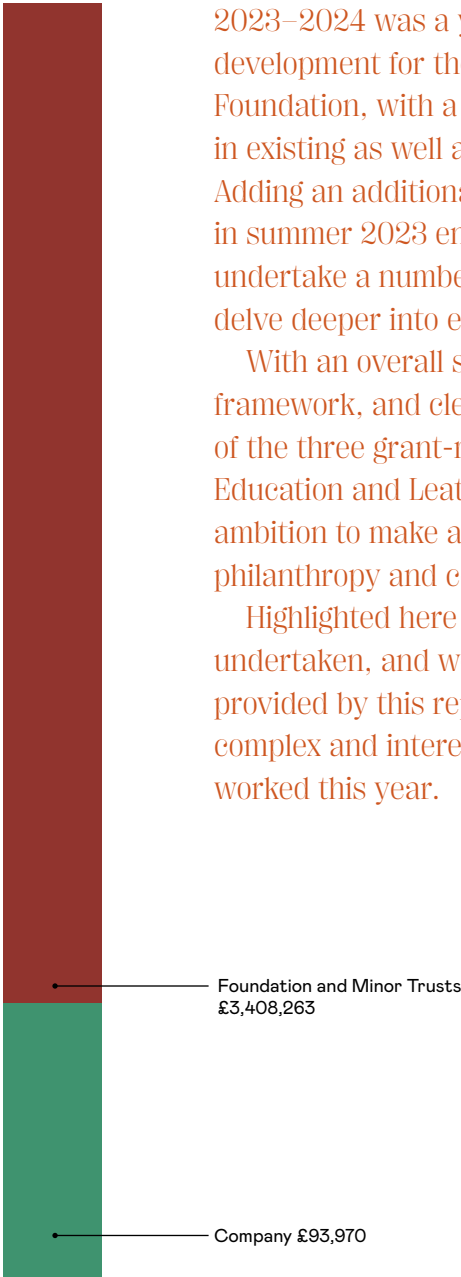 2023–2024 was a
development for th
Foundation, with a
in existing as well a
Adding an additiona
in summer 2023 en
undertake a numbe
delve deeper into e
With an overall s
framework, and cle
of the three grant-
Education and Leat
ambition to make a
philanthropy and c
Highlighted here
undertaken, and w
provided by this re
complex and intere
worked this year.
Foundation and Minor Trusts
£3,408,263
Company £93,970